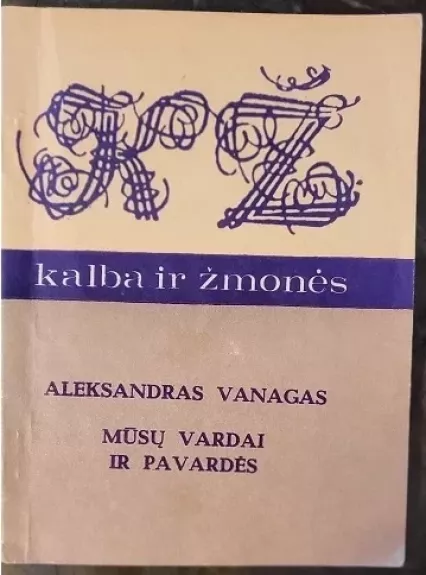 KŽ
kalba ir žmonės
ALEKSANDRAS VANAGAS
MŪSŲ VARDAI
IR PAVARDĖS